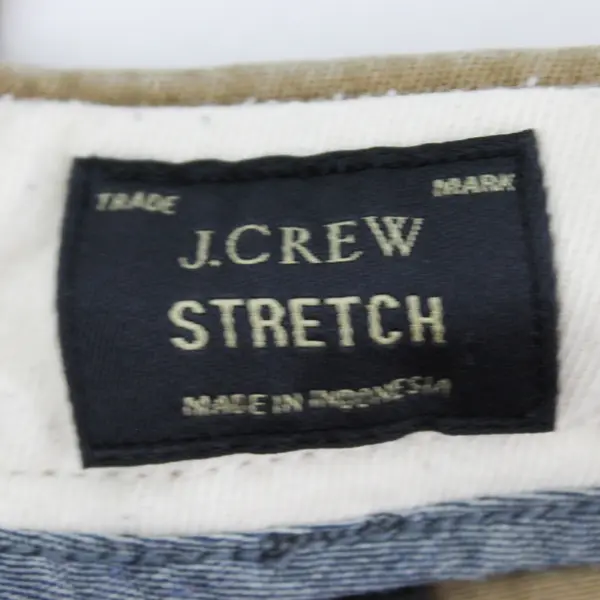 TRADE MARK
J.CREW
STRETCH
MADE IN INDONESIA